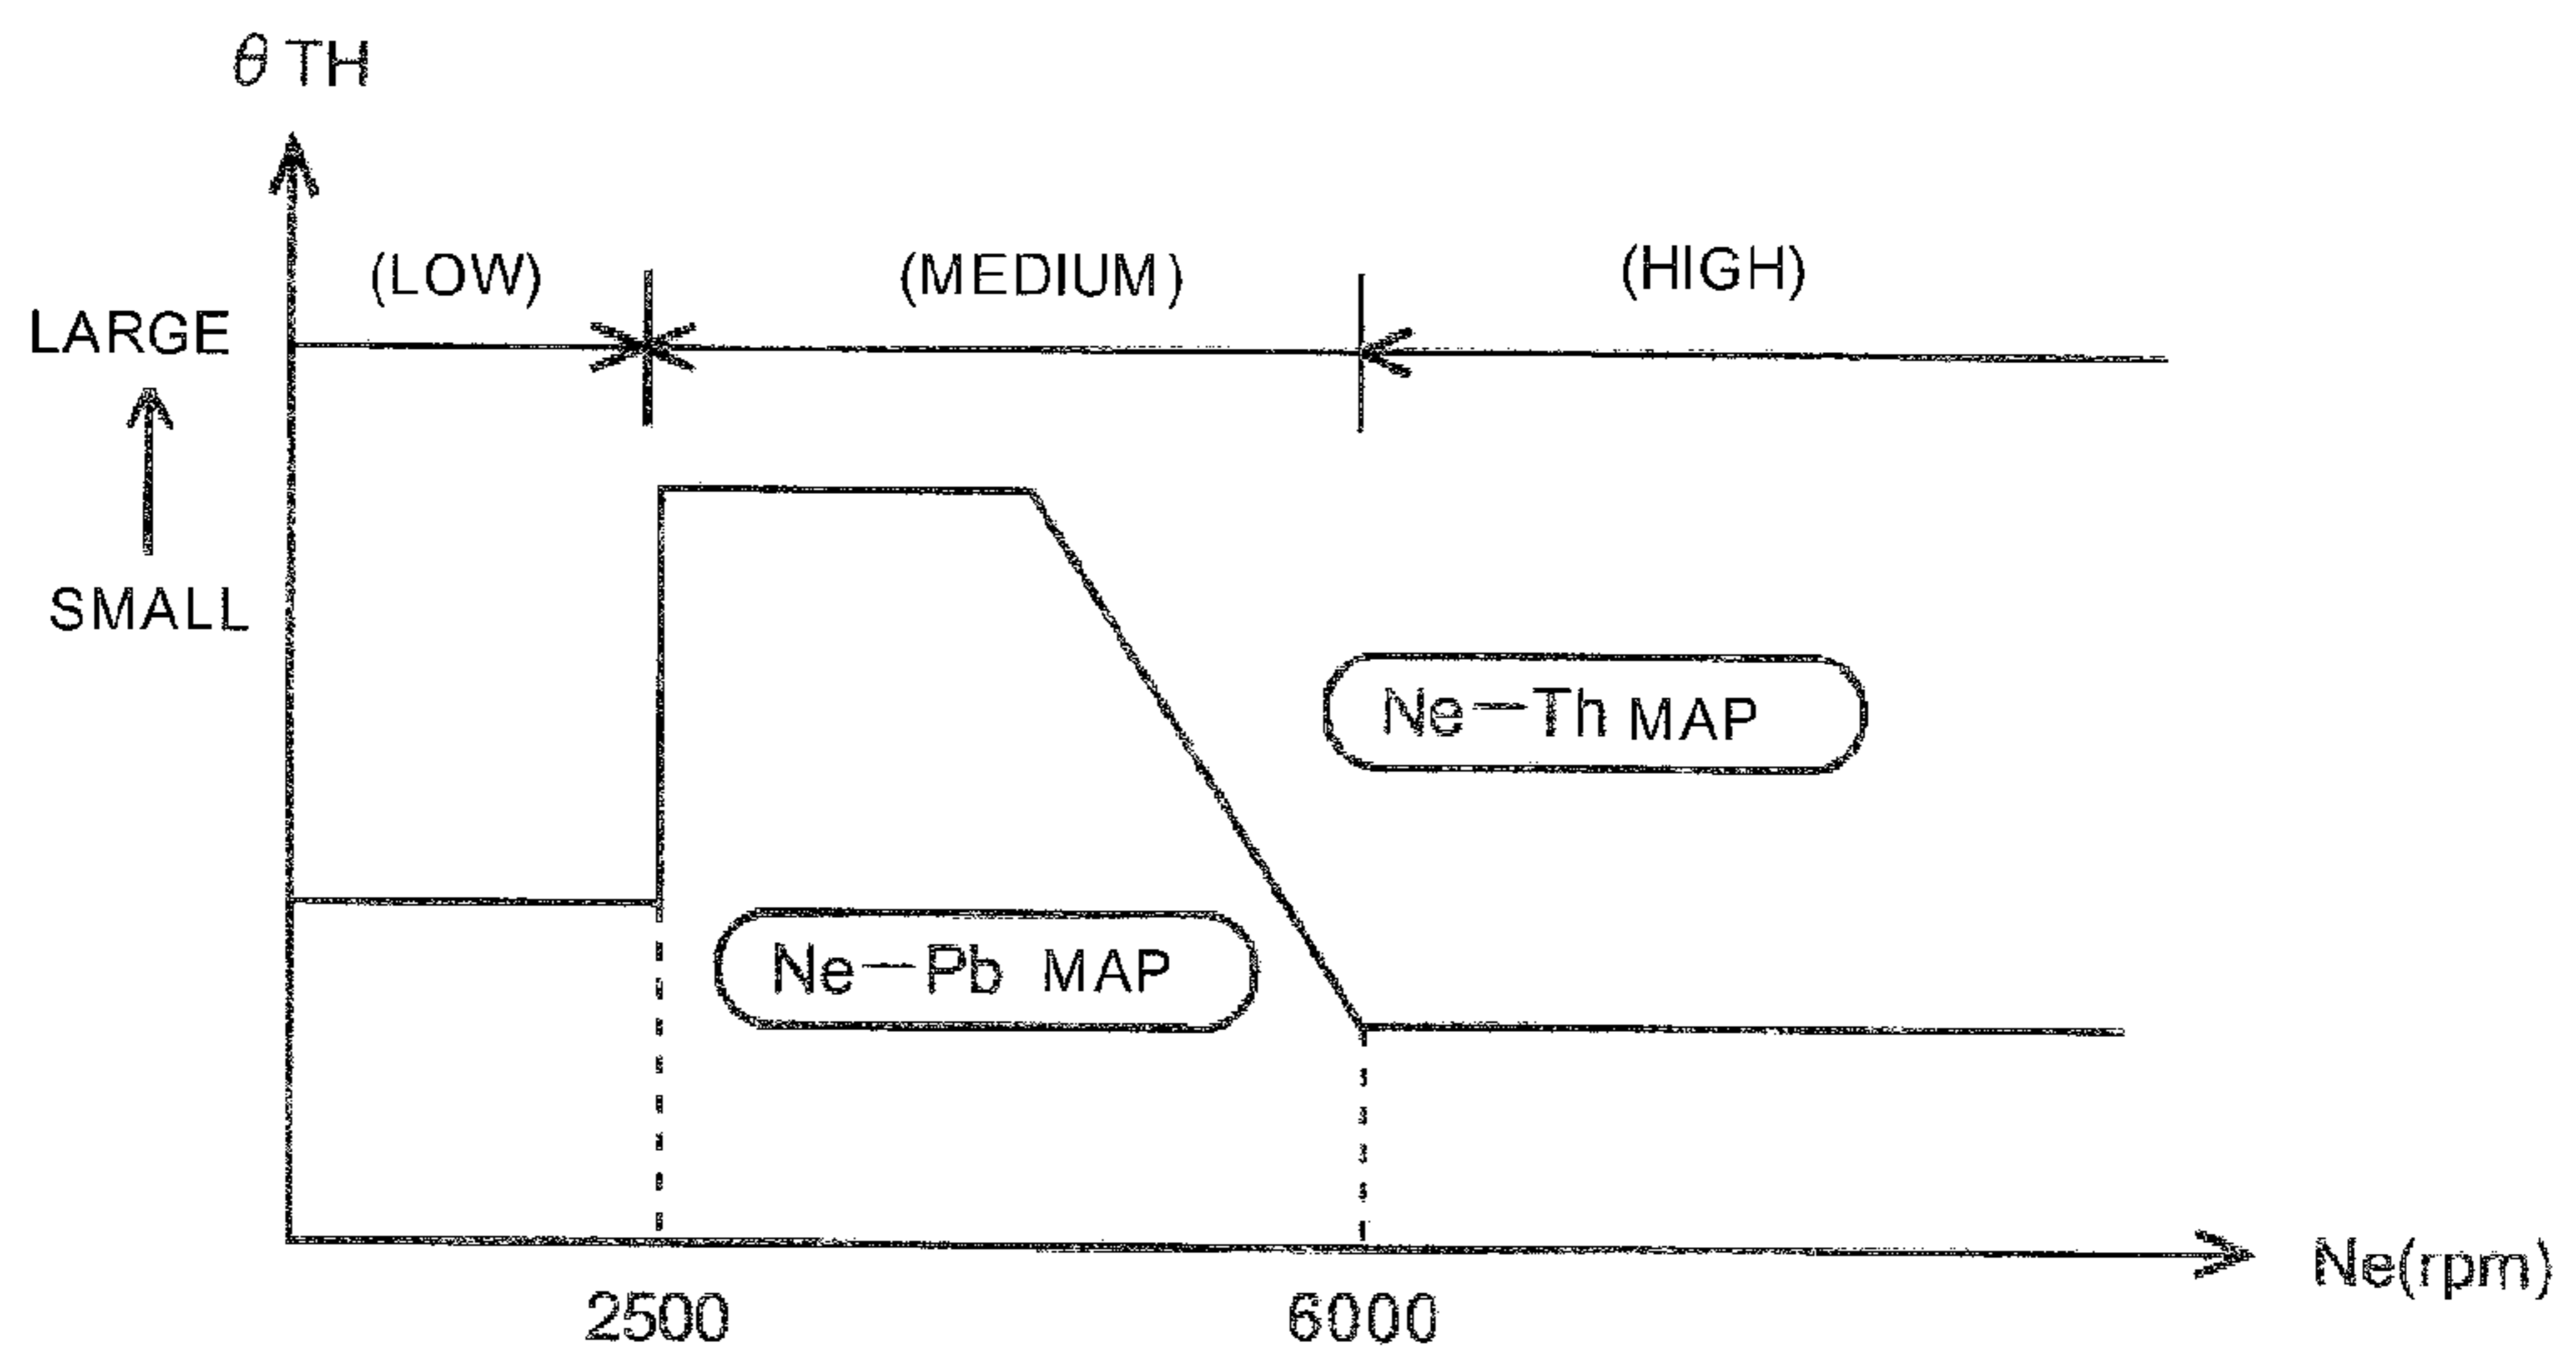 θ TH
(LOW)
(MEDIUM)
(HIGH)
LARGE
SMALL
Ne－Th MAP
Ne－Pb MAP
2500
6000
Ne(rpm)